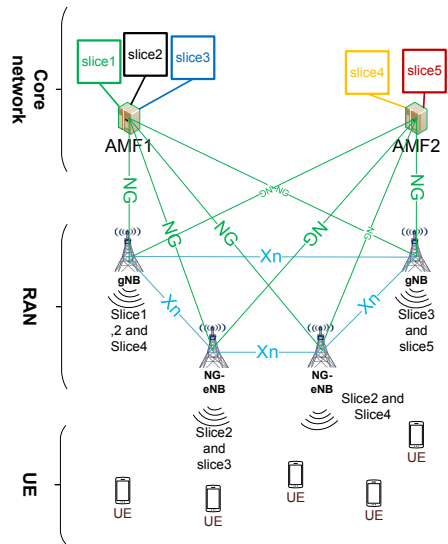 Core
network
slice1
slice2
slice3
slice4
slice5
AMF1
AMF2
NG
NG
NG
NG
NG
NG
NG
NG
RAN
gNB
Xn
gNB
Slice1
,2 and
Slice4
Xn
Xn
Slice3
and
slice5
Xn
NG-
eNB
NG-
eNB
Slice2
and
slice3
Slice2 and
Slice4
UE
UE
UE
UE
UE
UE